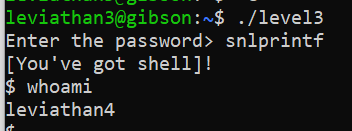 leviathan3@gibson:~$ ./level3
Enter the password> snlprintf
[You've got shell]!
$ whoami
leviathan4
$